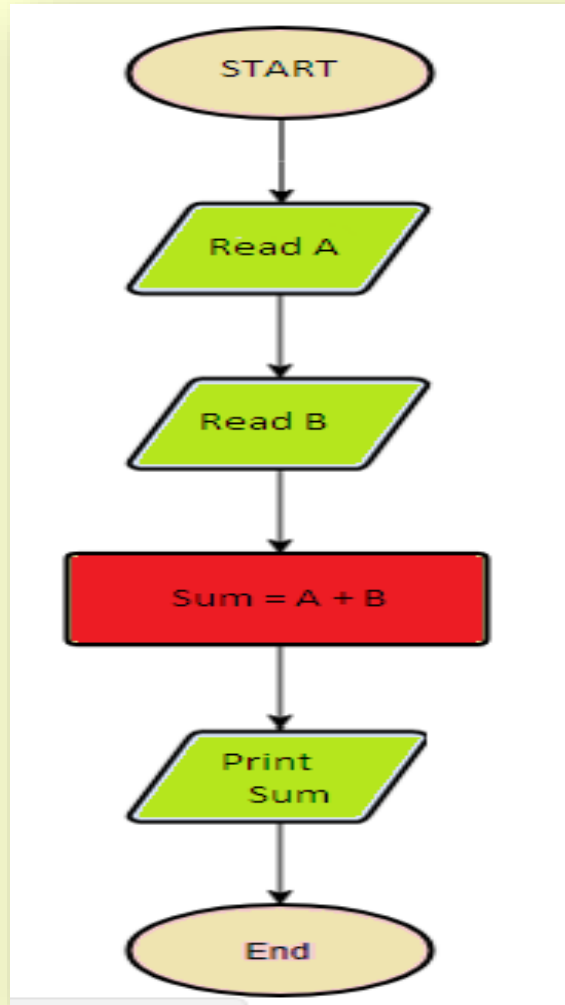 START
Read A
Read B
Sum = A + B
Print
Sum
End